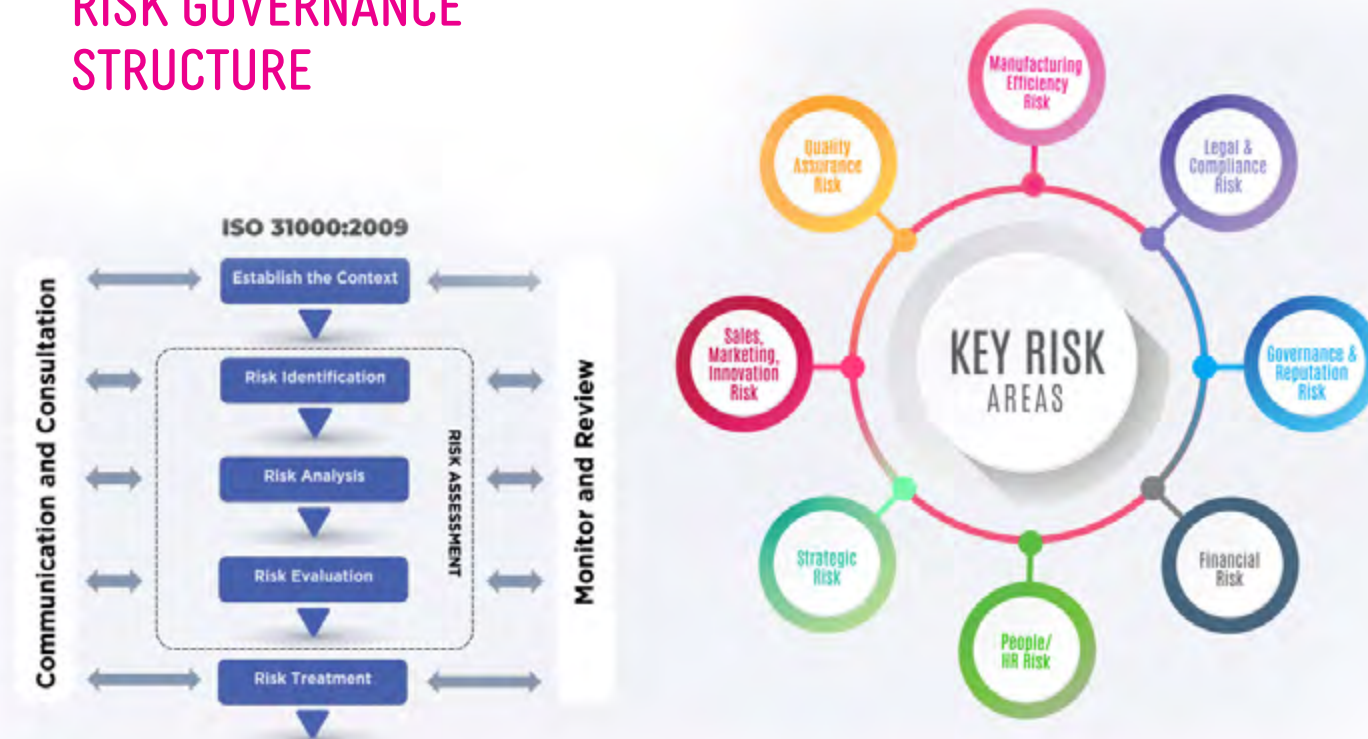 RISK GOVERNANCE
STRUCTURE
ISO 31000:2009
Communication and Consultation
Establish the Context
Risk Identification
Risk Analysis
Risk Evaluation
RISK ASSESSMENT
Risk Treatment
Monitor and Review
KEY RISK
AREAS
Manufacturing
Efficiency
Risk
Legal &
Compliance
Risk
Governance &
Reputation
Risk
Financial
Risk
People/
HR Risk
Strategic
Risk
Sales,
Marketing,
Innovation
Risk
Quality
Assurance
Risk